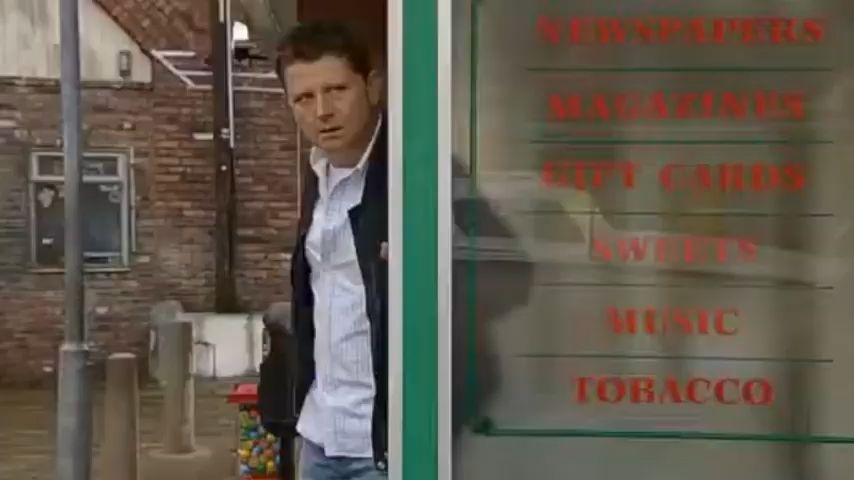 NEWSPAPERS
MAGAZINES
GIFT CARDS
SWEETS
MUSIC
TOBACCO